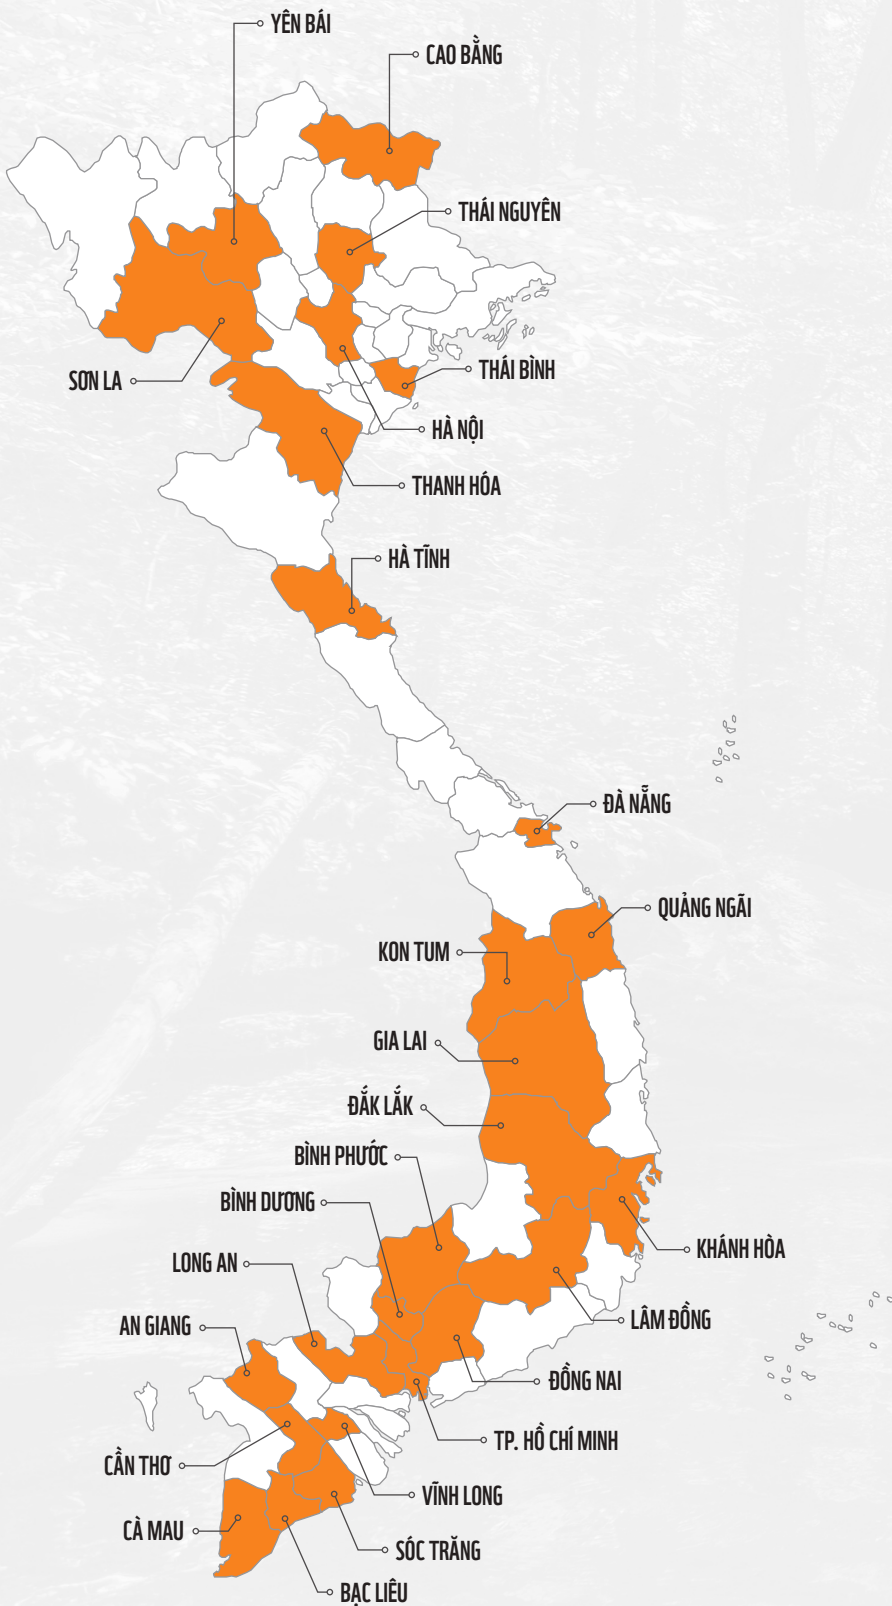 YÊN BÁI
CAO BẰNG
THÁI NGUYÊN
THÁI BÌNH
SƠN LA
HÀ NỘI
THANH HÓA
HÀ TĨNH
ĐÀ NẴNG
QUẢNG NGÃI
KON TUM
GIA LAI
ĐẮK LẮK
BÌNH PHƯỚC
BÌNH DƯƠNG
KHÁNH HÒA
LONG AN
LÂM ĐỒNG
AN GIANG
ĐỒNG NAI
TP. HỒ CHÍ MINH
CẦN THƠ
VĨNH LONG
CÀ MAU
SÓC TRĂNG
BẠC LIÊU